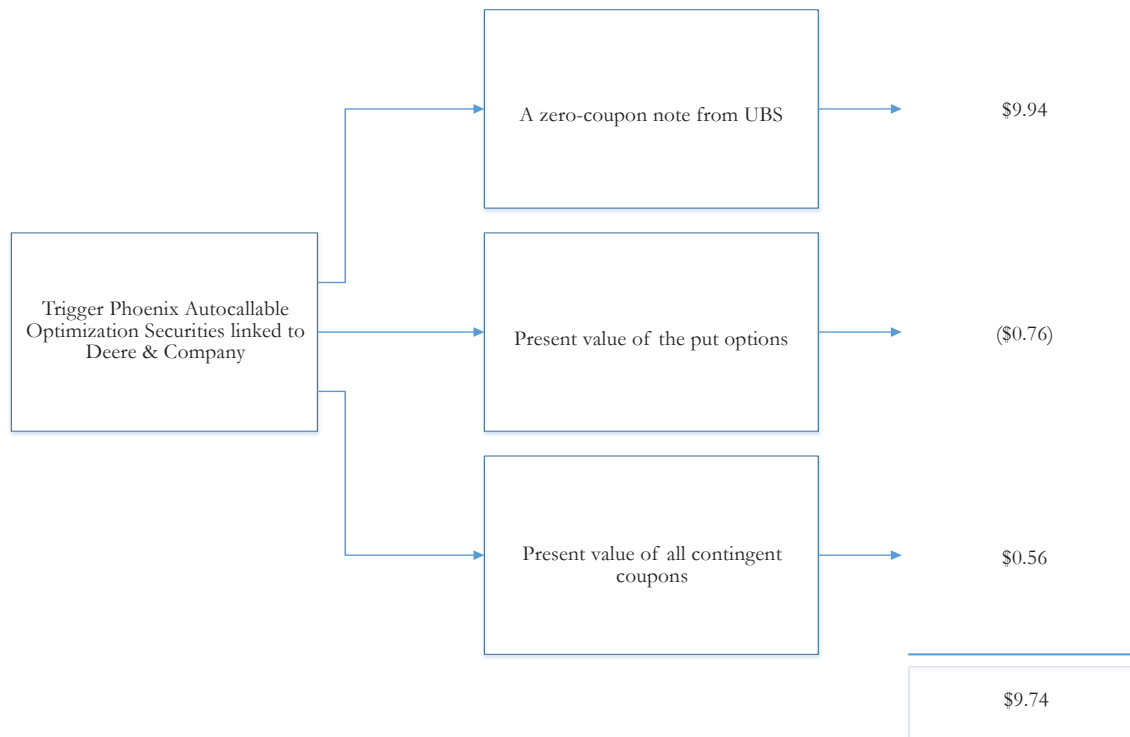 A zero-coupon note from UBS
$9.94
Trigger Phoenix Autocallable
Optimization Securities linked to
Deere & Company
Present value of the put options
($0.76)
Present value of all contingent
coupons
$0.56
$9.74